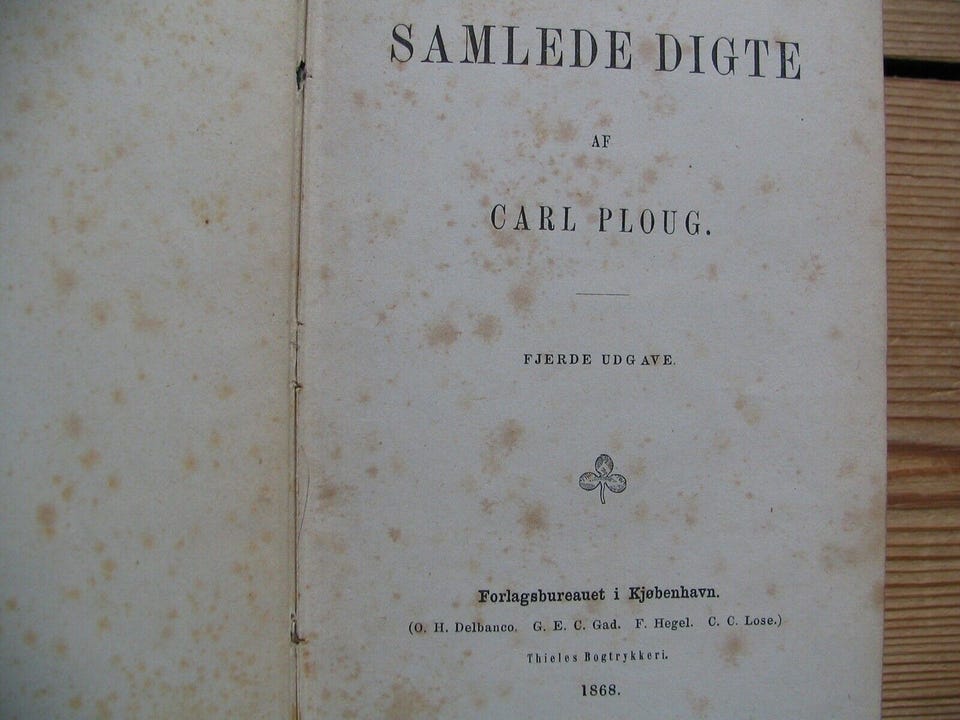 SAMLEDE DIGTE
AF
CARL PLOUG.
FJERDE UDGAVE.
Forlagsbureauet i Kjøbenhavn.
(O. H. Delbanco. G. E. C. Gad. F. Hegel. C. C. Lose.)
Thieles Bogtrykkeri.
1868.